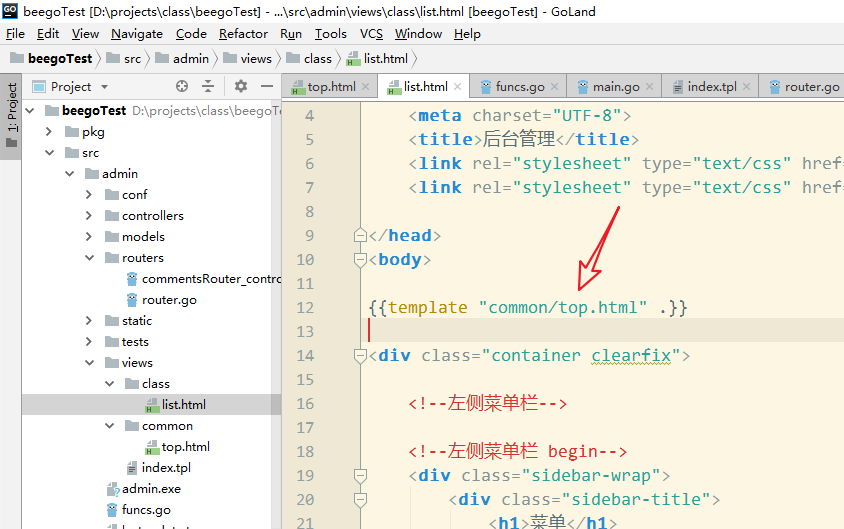 beegoTest [D:\projects\class\beegoTest] - ...\src\admin\views\class\list.html [beegoTest] - GoLand
File Edit View Navigate Code Refactor Run Tools VCS Window Help
beegoTest src admin views class list.html
Project top.html list.html funcs.go main.go index.tpl router.go
1: Project
beegoTest D:\projects\class\beegoT
pkg
src
admin
conf
controllers
models
routers
commentsRouter_contro
router.go
static
tests
views
class
list.html
common
top.html
index.tpl
admin.exe
funcs.go
4 <meta charset="UTF-8">
5 <title>后台管理</title>
6 <link rel="stylesheet" type="text/css" href=
7 <link rel="stylesheet" type="text/css" href=
8
9 </head>
10 <body>
11
12 {{template "common/top.html" .}}
13
14 <div class="container clearfix">
15
16 <!--左侧菜单栏-->
17
18 <!--左侧菜单栏 begin-->
19 <div class="sidebar-wrap">
20 <div class="sidebar-title">
21 <h1>菜单</h1>